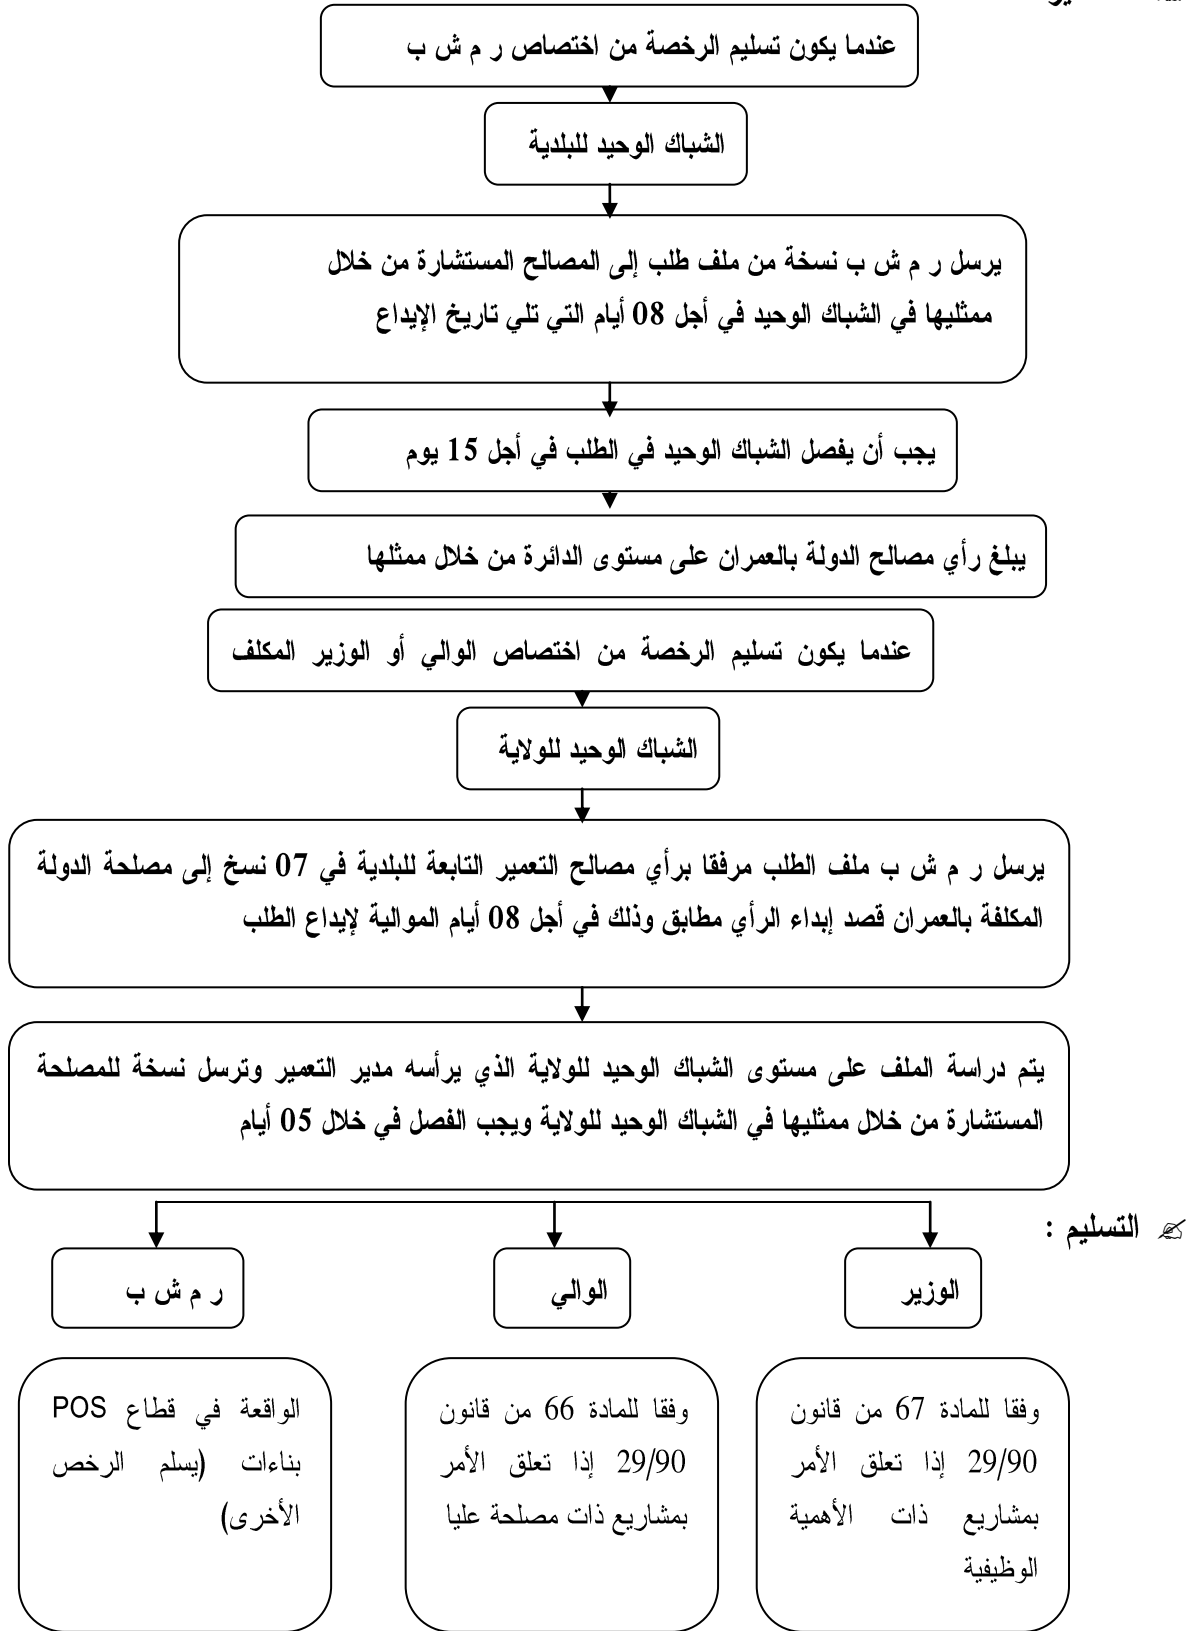 عندما يكون تسليم الرخصة من اختصاص ر م ش ب
الشباك الوحيد للبلدية
يرسل ر م ش ب نسخة من ملف طلب إلى المصالح المستشارة من خلال
ممثليها في الشباك الوحيد في أجل 08 أيام التي تلي تاريخ الإيداع
يجب أن يفصل الشباك الوحيد في الطلب في أجل 15 يوم
يبلغ رأي مصالح الدولة بالعمران على مستوى الدائرة من خلال ممثلها
عندما يكون تسليم الرخصة من اختصاص الوالي أو الوزير المكلف
الشباك الوحيد للولاية
يرسل ر م ش ب ملف الطلب مرفقا برأي مصالح التعمير التابعة للبلدية في 07 نسخ إلى مصلحة الدولة
المكلفة بالعمران قصد إبداء الرأي مطابق وذلك في أجل 08 أيام الموالية لإيداع الطلب
يتم دراسة الملف على مستوى الشباك الوحيد للولاية الذي يرأسه مدير التعمير وترسل نسخة للمصلحة
المستشارة من خلال ممثليها في الشباك الوحيد للولاية ويجب الفصل في خلال 05 أيام
التسليم :
الوزير
الوالي
ر م ش ب
وفقا للمادة 67 من قانون
29/90 إذا تعلق الأمر
بمشاريع ذات الأهمية
الوظيفية
وفقا للمادة 66 من قانون
29/90 إذا تعلق الأمر
بمشاريع ذات مصلحة عليا
الواقعة في قطاع POS
بناءات (يسلم الرخص
الأخرى)